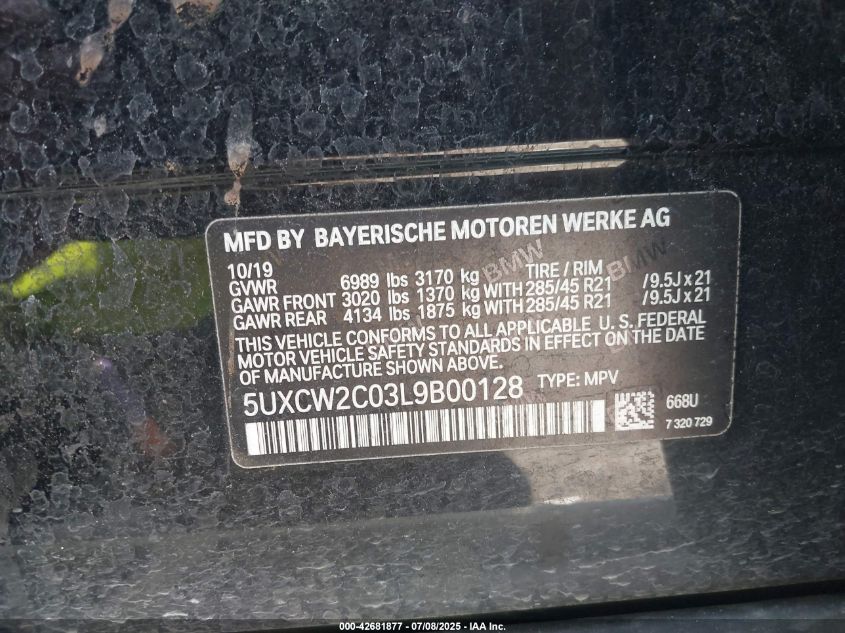 MFD BY BAYERISCHE MOTOREN WERKE AG
10/19 TIRE / RIM
GVWR 6989 lbs 3170 kg
GAWR FRONT 3020 lbs 1370 kg WITH 285/45 R21 /9.5J x 21
GAWR REAR 4134 lbs 1875 kg WITH 285/45 R21 /9.5J x 21
THIS VEHICLE CONFORMS TO ALL APPLICABLE U. S. FEDERAL
MOTOR VEHICLE SAFETY STANDARDS IN EFFECT ON THE DATE
OF MANUFACTURE SHOWN ABOVE.
5UXCW2C03L9B00128 TYPE: MPV
668U
7 320 729
BMW
BMW
000-42681877 - 07/08/2025 - IAA Inc.